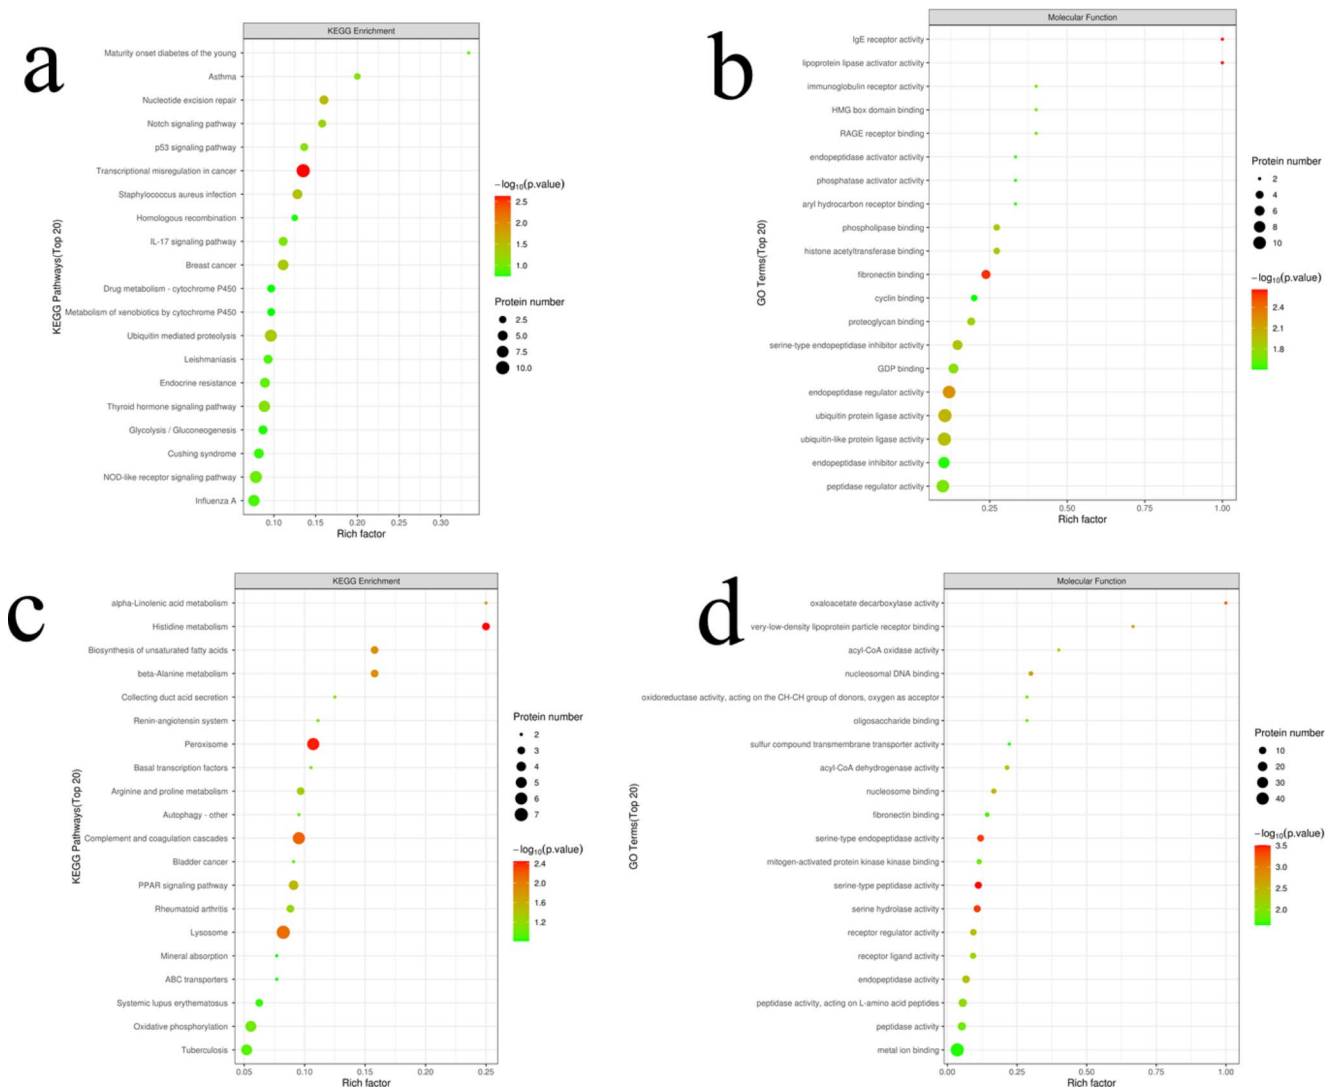 a
KEGG Enrichment
KEGG Pathways(Top 20)
Maturity onset diabetes of the young
Asthma
Nucleotide excision repair
Notch signaling pathway
p53 signaling pathway
Transcriptional misregulation in cancer
Staphylococcus aureus infection
Homologous recombination
IL-17 signaling pathway
Breast cancer
Drug metabolism - cytochrome P450
Metabolism of xenobiotics by cytochrome P450
Ubiquitin mediated proteolysis
Leishmaniasis
Endocrine resistance
Thyroid hormone signaling pathway
Glycolysis / Gluconeogenesis
Cushing syndrome
NOD-like receptor signaling pathway
Influenza A
0.10 0.15 0.20 0.25 0.30
Rich factor
−log10(p.value)
2.5
2.0
1.5
1.0
Protein number
2.5
5.0
7.5
10.0
b
Molecular Function
GO Terms(Top 20)
IgE receptor activity
lipoprotein lipase activator activity
immunoglobulin receptor activity
HMG box domain binding
RAGE receptor binding
endopeptidase activator activity
phosphatase activator activity
aryl hydrocarbon receptor binding
phospholipase binding
histone acetyltransferase binding
fibronectin binding
cyclin binding
proteoglycan binding
serine-type endopeptidase inhibitor activity
GDP binding
endopeptidase regulator activity
ubiquitin protein ligase activity
ubiquitin-like protein ligase activity
endopeptidase inhibitor activity
peptidase regulator activity
0.25 0.50 0.75 1.00
Rich factor
Protein number
2
4
6
8
10
−log10(p.value)
2.4
2.1
1.8
c
KEGG Enrichment
KEGG Pathways(Top 20)
alpha-Linolenic acid metabolism
Histidine metabolism
Biosynthesis of unsaturated fatty acids
beta-Alanine metabolism
Collecting duct acid secretion
Renin-angiotensin system
Peroxisome
Basal transcription factors
Arginine and proline metabolism
Autophagy - other
Complement and coagulation cascades
Bladder cancer
PPAR signaling pathway
Rheumatoid arthritis
Lysosome
Mineral absorption
ABC transporters
Systemic lupus erythematosus
Oxidative phosphorylation
Tuberculosis
0.05 0.10 0.15 0.20 0.25
Rich factor
Protein number
2
3
4
5
6
7
−log10(p.value)
2.4
2.0
1.6
1.2
d
Molecular Function
GO Terms(Top 20)
oxaloacetate decarboxylase activity
very-low-density lipoprotein particle receptor binding
acyl-CoA oxidase activity
nucleosomal DNA binding
oxidoreductase activity, acting on the CH-CH group of donors, oxygen as acceptor
oligosaccharide binding
sulfur compound transmembrane transporter activity
acyl-CoA dehydrogenase activity
nucleosome binding
fibronectin binding
serine-type endopeptidase activity
mitogen-activated protein kinase kinase binding
serine-type peptidase activity
serine hydrolase activity
receptor regulator activity
receptor ligand activity
endopeptidase activity
peptidase activity, acting on L-amino acid peptides
peptidase activity
metal ion binding
0.00 0.25 0.50 0.75 1.00
Rich factor
Protein number
10
20
30
40
−log10(p.value)
3.5
3.0
2.5
2.0